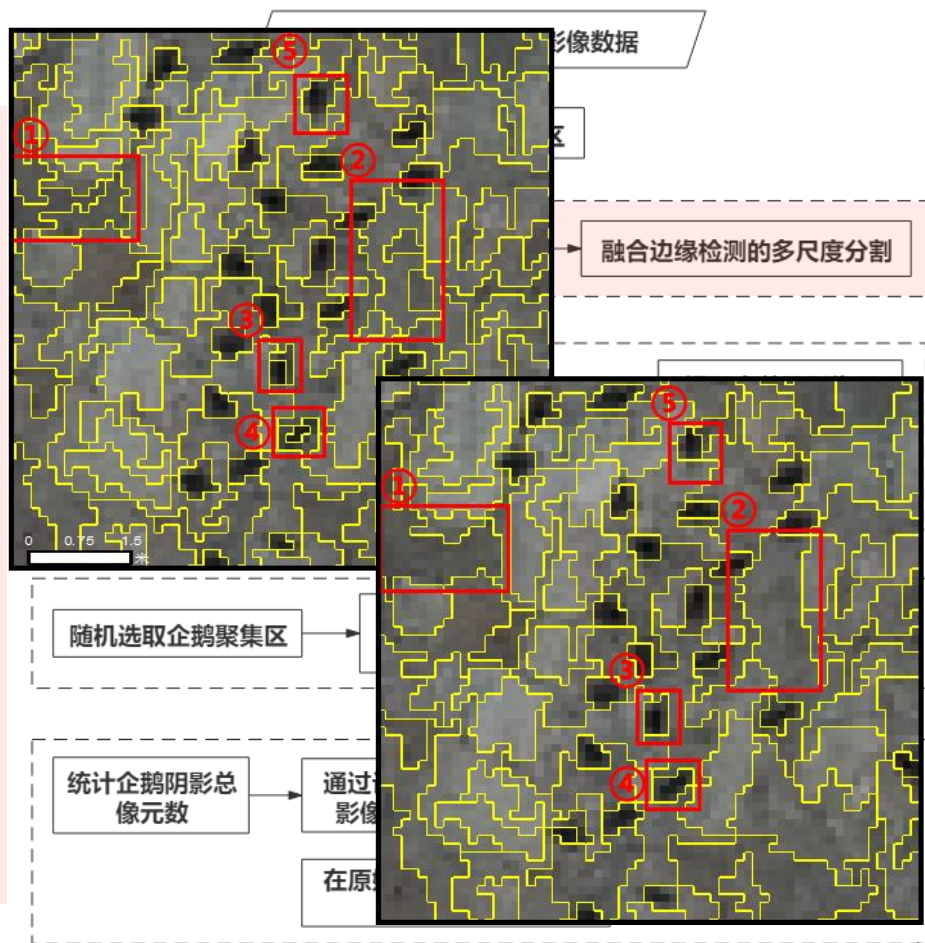 影像数据
⑤
区
①
②
融合边缘检测的多尺度分割
③
④
⑤
①
②
0 0.75 1.5
米
随机选取企鹅聚集区
③
统计企鹅阴影总
像元数
通过
影像
④
在原